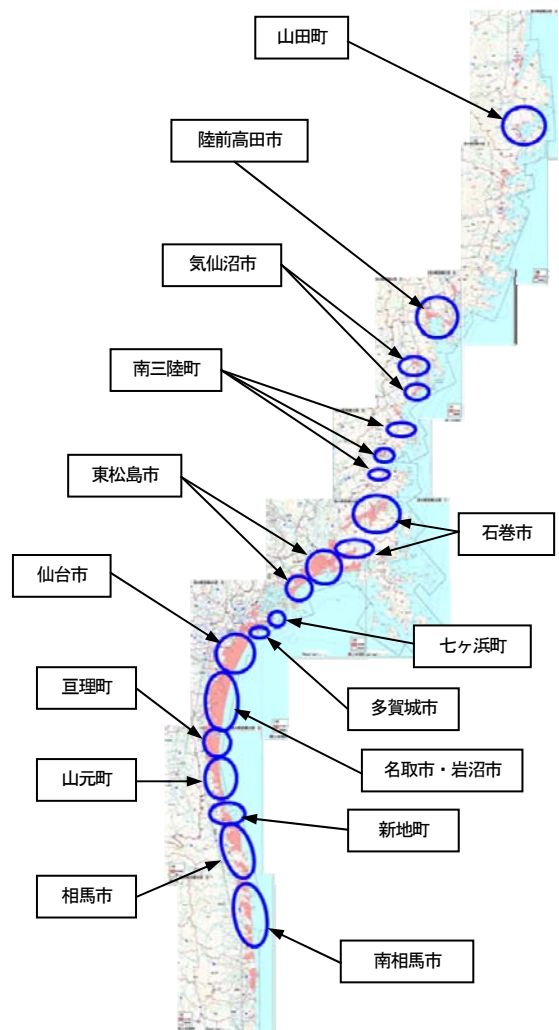 山田町
陸前高田市
気仙沼市
南三陸町
東松島市
石巻市
仙台市
七ヶ浜町
亘理町
多賀城市
名取市・岩沼市
山元町
新地町
相馬市
南相馬市